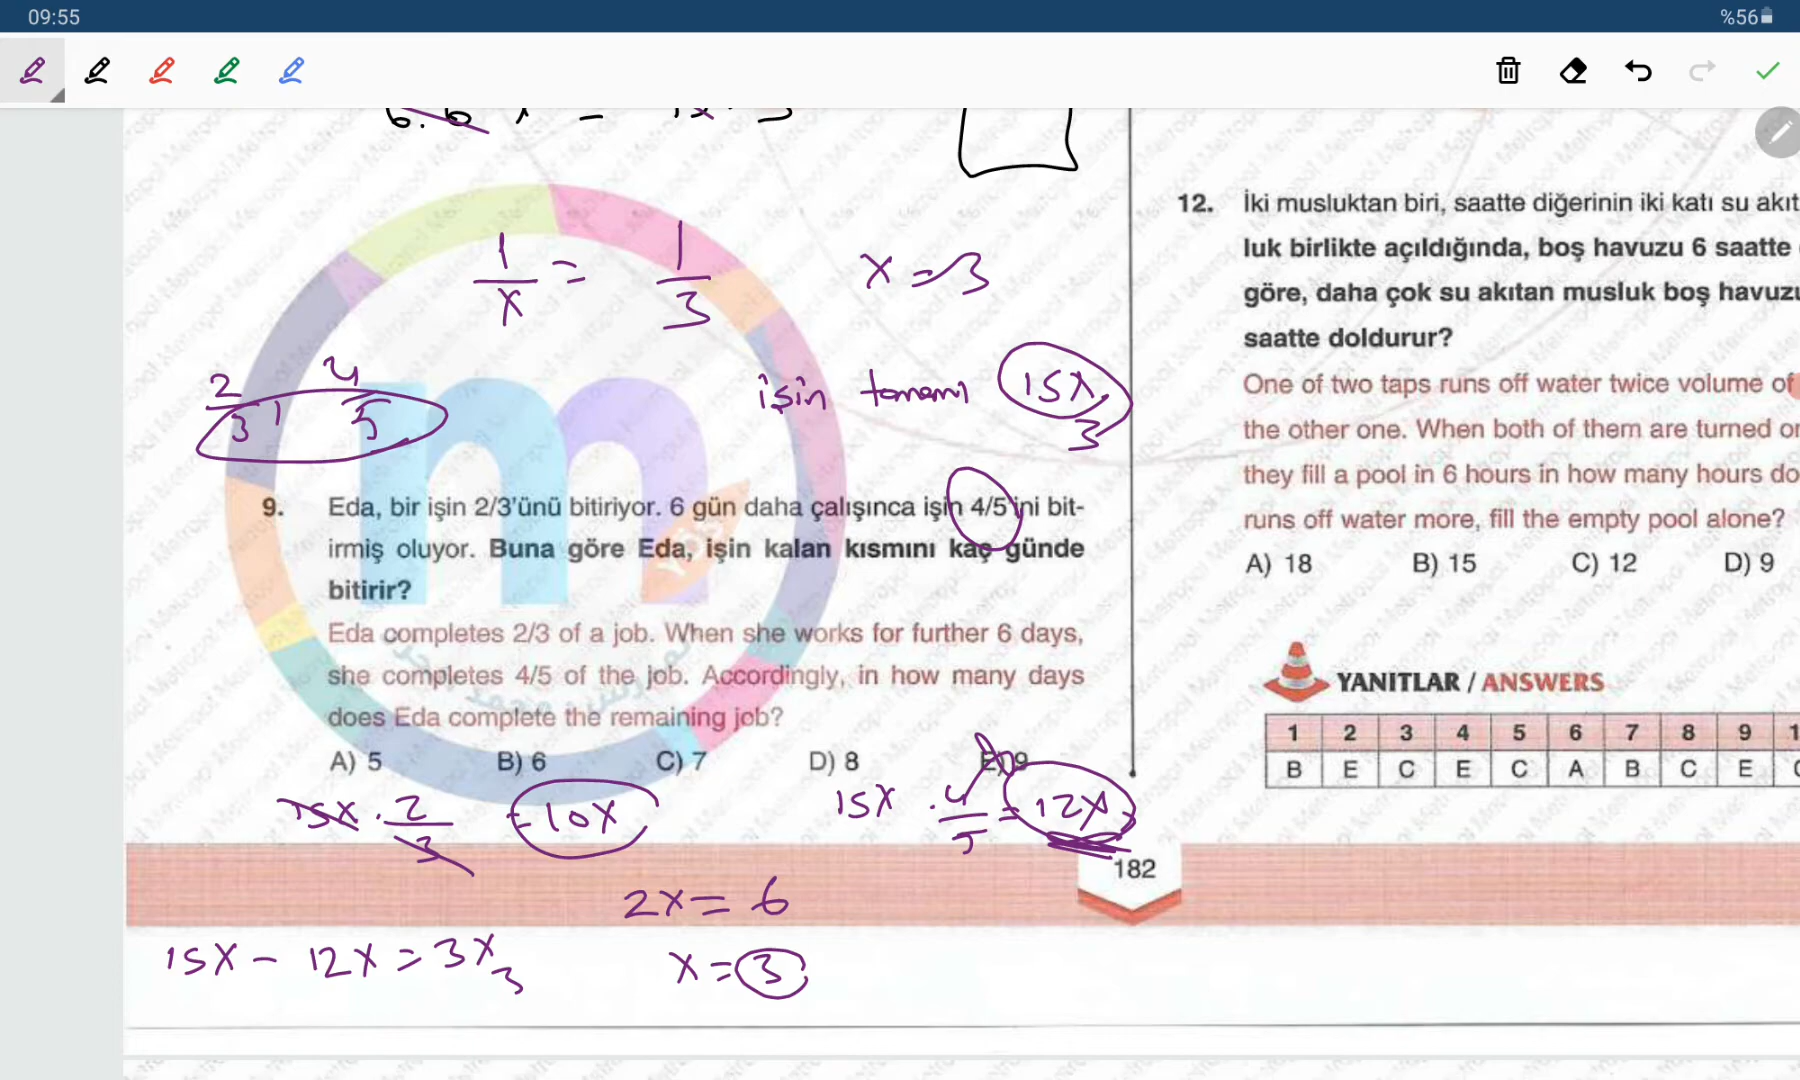 09:55
%56
6.6
1/x = 1/3
x = 3
2/3, 4/5
işin tamamı 15x
3
9. Eda, bir işin 2/3'ünü bitiriyor. 6 gün daha çalışınca işin 4/5'ini bit-
irmiş oluyor. Buna göre Eda, işin kalan kısmını kaç günde
bitirir?
Eda completes 2/3 of a job. When she works for further 6 days,
she completes 4/5 of the job. Accordingly, in how many days
does Eda complete the remaining job?
A) 5 B) 6 C) 7 D) 8 E) 9
15x . 2/3 = 10x
15x . 4/5 = 12x
2x = 6
15x - 12x = 3x
3
x = 3
182
12. İki musluktan biri, saatte diğerinin iki katı su akıt
luk birlikte açıldığında, boş havuzu 6 saatte
göre, daha çok su akıtan musluk boş havuzu
saatte doldurur?
One of two taps runs off water twice volume of
the other one. When both of them are turned on
they fill a pool in 6 hours in how many hours do
runs off water more, fill the empty pool alone?
A) 18 B) 15 C) 12 D) 9
YANITLAR / ANSWERS
1 2 3 4 5 6 7 8 9 1
B E C E C A B C E